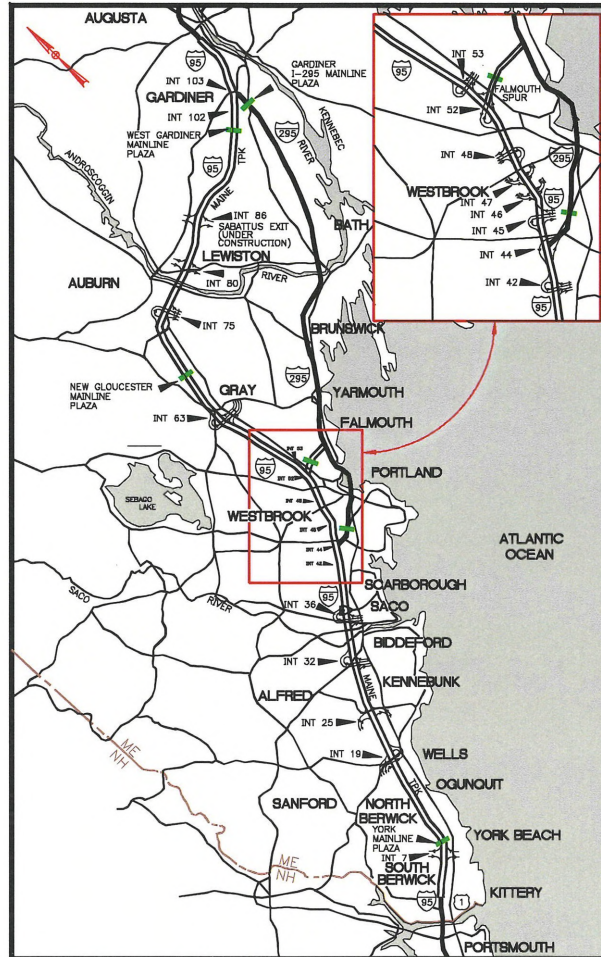 AUGUSTA
95
INT 103
GARDINER
I-295 MAINLINE
PLAZA
GARDINER
INT 102
WEST GARDINER
MAINLINE
PLAZA
295
KENNEBEC
RIVER
TPK
95
MAINE
ANDROSCOGGIN
INT 86
SABATTUS EXIT
(UNDER
CONSTRUCTION)
BATH
LEWISTON
RIVER
AUBURN
INT 80
INT 75
BRUNSWICK
295
NEW GLOUCESTER
MAINLINE
PLAZA
GRAY
YARMOUTH
INT 63
FALMOUTH
INT 53
95
FALMOUTH
SPUR
INT 52
INT 48
295
WESTBROOK
INT 47
95
INT 46
INT 45
INT 44
INT 42
95
95
PORTLAND
SEBAGO
LAKE
WESTBROOK
INT 44
INT 42
ATLANTIC
OCEAN
SCARBOROUGH
SACO
RIVER
95
INT 36
SACO
BIDDEFORD
INT 32
KENNEBUNK
MAINE
ALFRED
INT 25
INT 19
WELLS
ME
NH
TPK
OGUNQUIT
SANFORD
NORTH
BERWICK
YORK
MAINLINE
PLAZA
YORK BEACH
INT 7
SOUTH
BERWICK
ME
NH
95
1
KITTERY
PORTSMOUTH